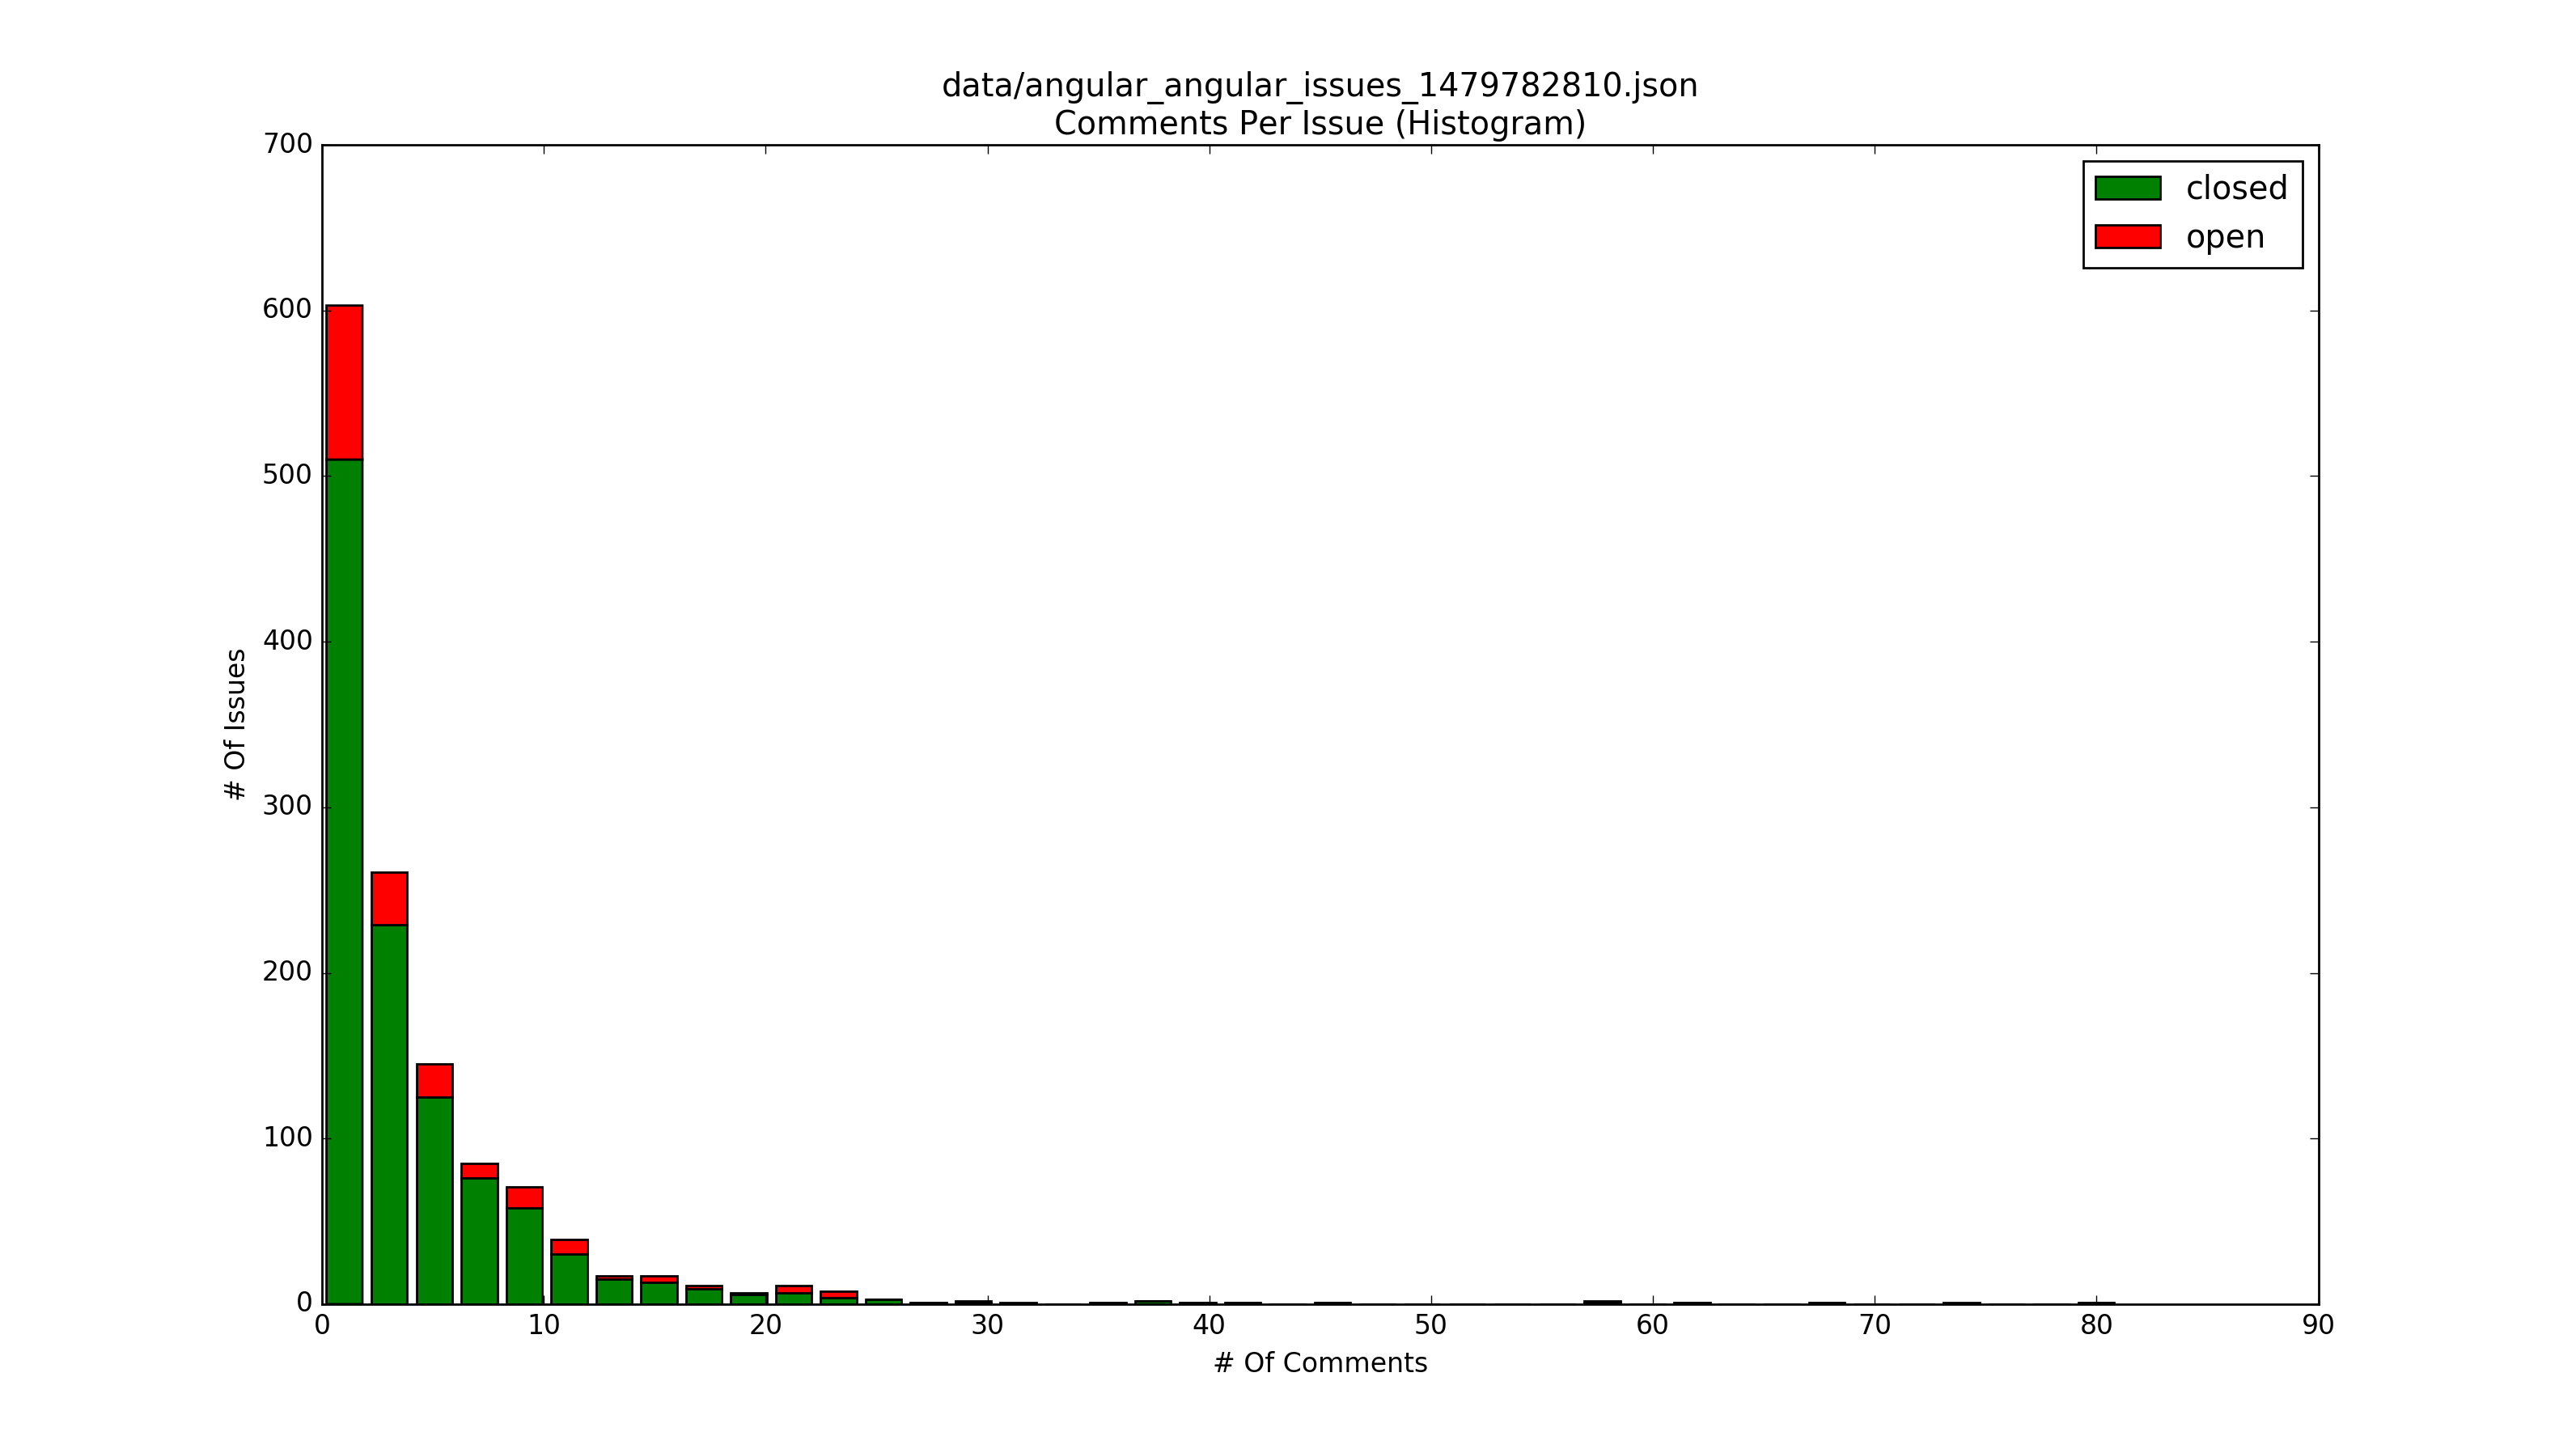 data/angular_angular_issues_1479782810.json
Comments Per Issue (Histogram)
closed
open
# Of Issues
700
600
500
400
300
200
100
0
0 10 20 30 40 50 60 70 80 90
# Of Comments